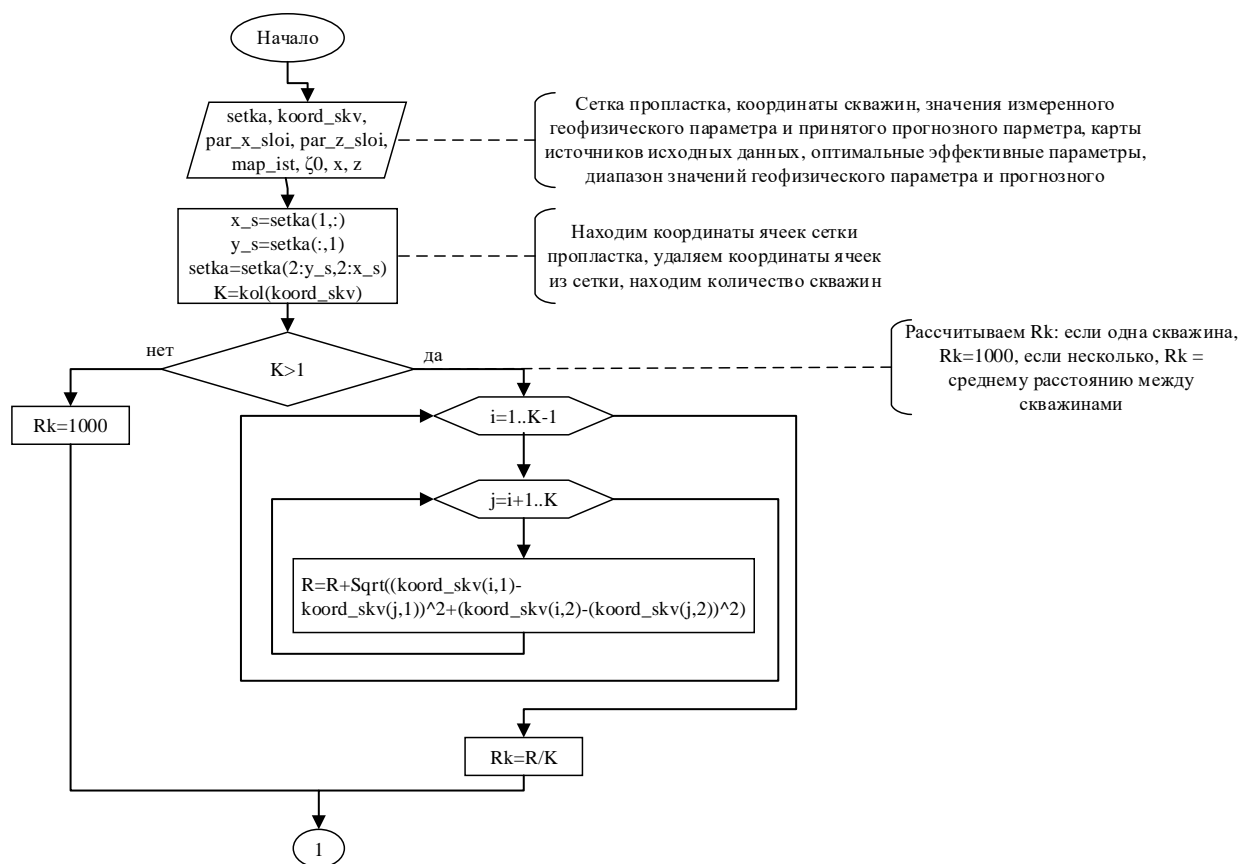 Начало
setka, koord_skv,
par_x_sloi, par_z_sloi,
map_ist, ζ0, x, z
Сетка пропластка, координаты скважин, значения измеренного
геофизического параметра и принятого прогнозного парметра, карты
источников исходных данных, оптимальные эффективные параметры,
диапазон значений геофизического параметра и прогнозного
x_s=setka(1,:)
y_s=setka(:,1)
setka=setka(2:y_s,2:x_s)
K=kol(koord_skv)
Находим координаты ячеек сетки
пропластка, удаляем координаты ячеек
из сетки, находим количество скважин
нет
K>1
да
Рассчитываем Rk: если одна скважина,
Rk=1000, если несколько, Rk =
среднему расстоянию между
скважинами
Rk=1000
i=1..K-1
j=i+1..K
R=R+Sqrt((koord_skv(i,1)-
koord_skv(j,1))^2+(koord_skv(i,2)-(koord_skv(j,2))^2)
Rk=R/K
1